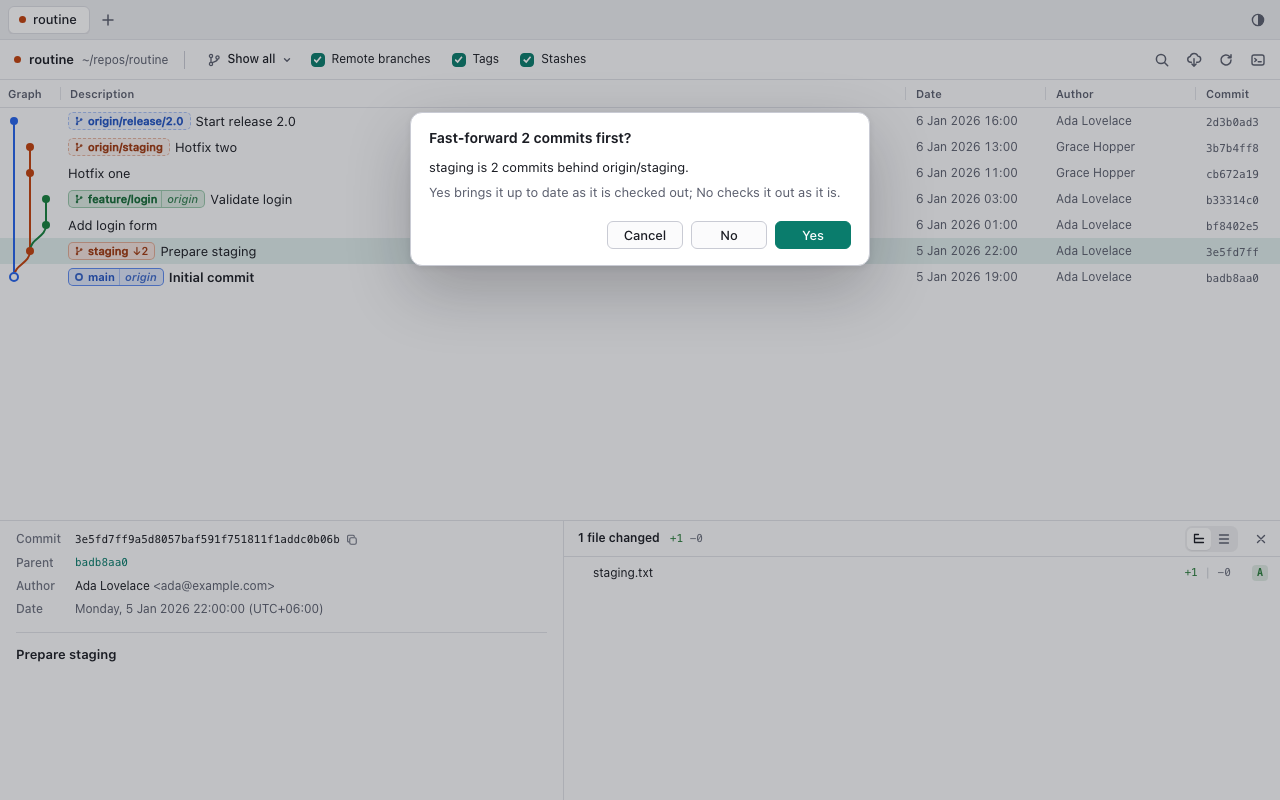 routine
routine ~/repos/routine Show all Remote branches Tags Stashes
Graph Description Date Author Commit
origin/release/2.0 Start release 2.0 6 Jan 2026 16:00 Ada Lovelace 2d3b0ad3
origin/staging Hotfix two 6 Jan 2026 13:00 Grace Hopper 3b7b4ff8
Hotfix one 6 Jan 2026 11:00 Grace Hopper cb672a19
feature/login origin Validate login 6 Jan 2026 03:00 Ada Lovelace b33314c0
Add login form 6 Jan 2026 01:00 Ada Lovelace bf8402e5
staging ↓2 Prepare staging 5 Jan 2026 22:00 Ada Lovelace 3e5fd7ff
main origin Initial commit 5 Jan 2026 19:00 Ada Lovelace badb8aa0
Fast-forward 2 commits first?
staging is 2 commits behind origin/staging.
Yes brings it up to date as it is checked out; No checks it out as it is.
Cancel No Yes
Commit 3e5fd7ff9a5d8057baf591f751811f1addc0b06b
Parent badb8aa0
Author Ada Lovelace <ada@example.com>
Date Monday, 5 Jan 2026 22:00:00 (UTC+06:00)
Prepare staging
1 file changed +1 −0
staging.txt +1 | −0 A